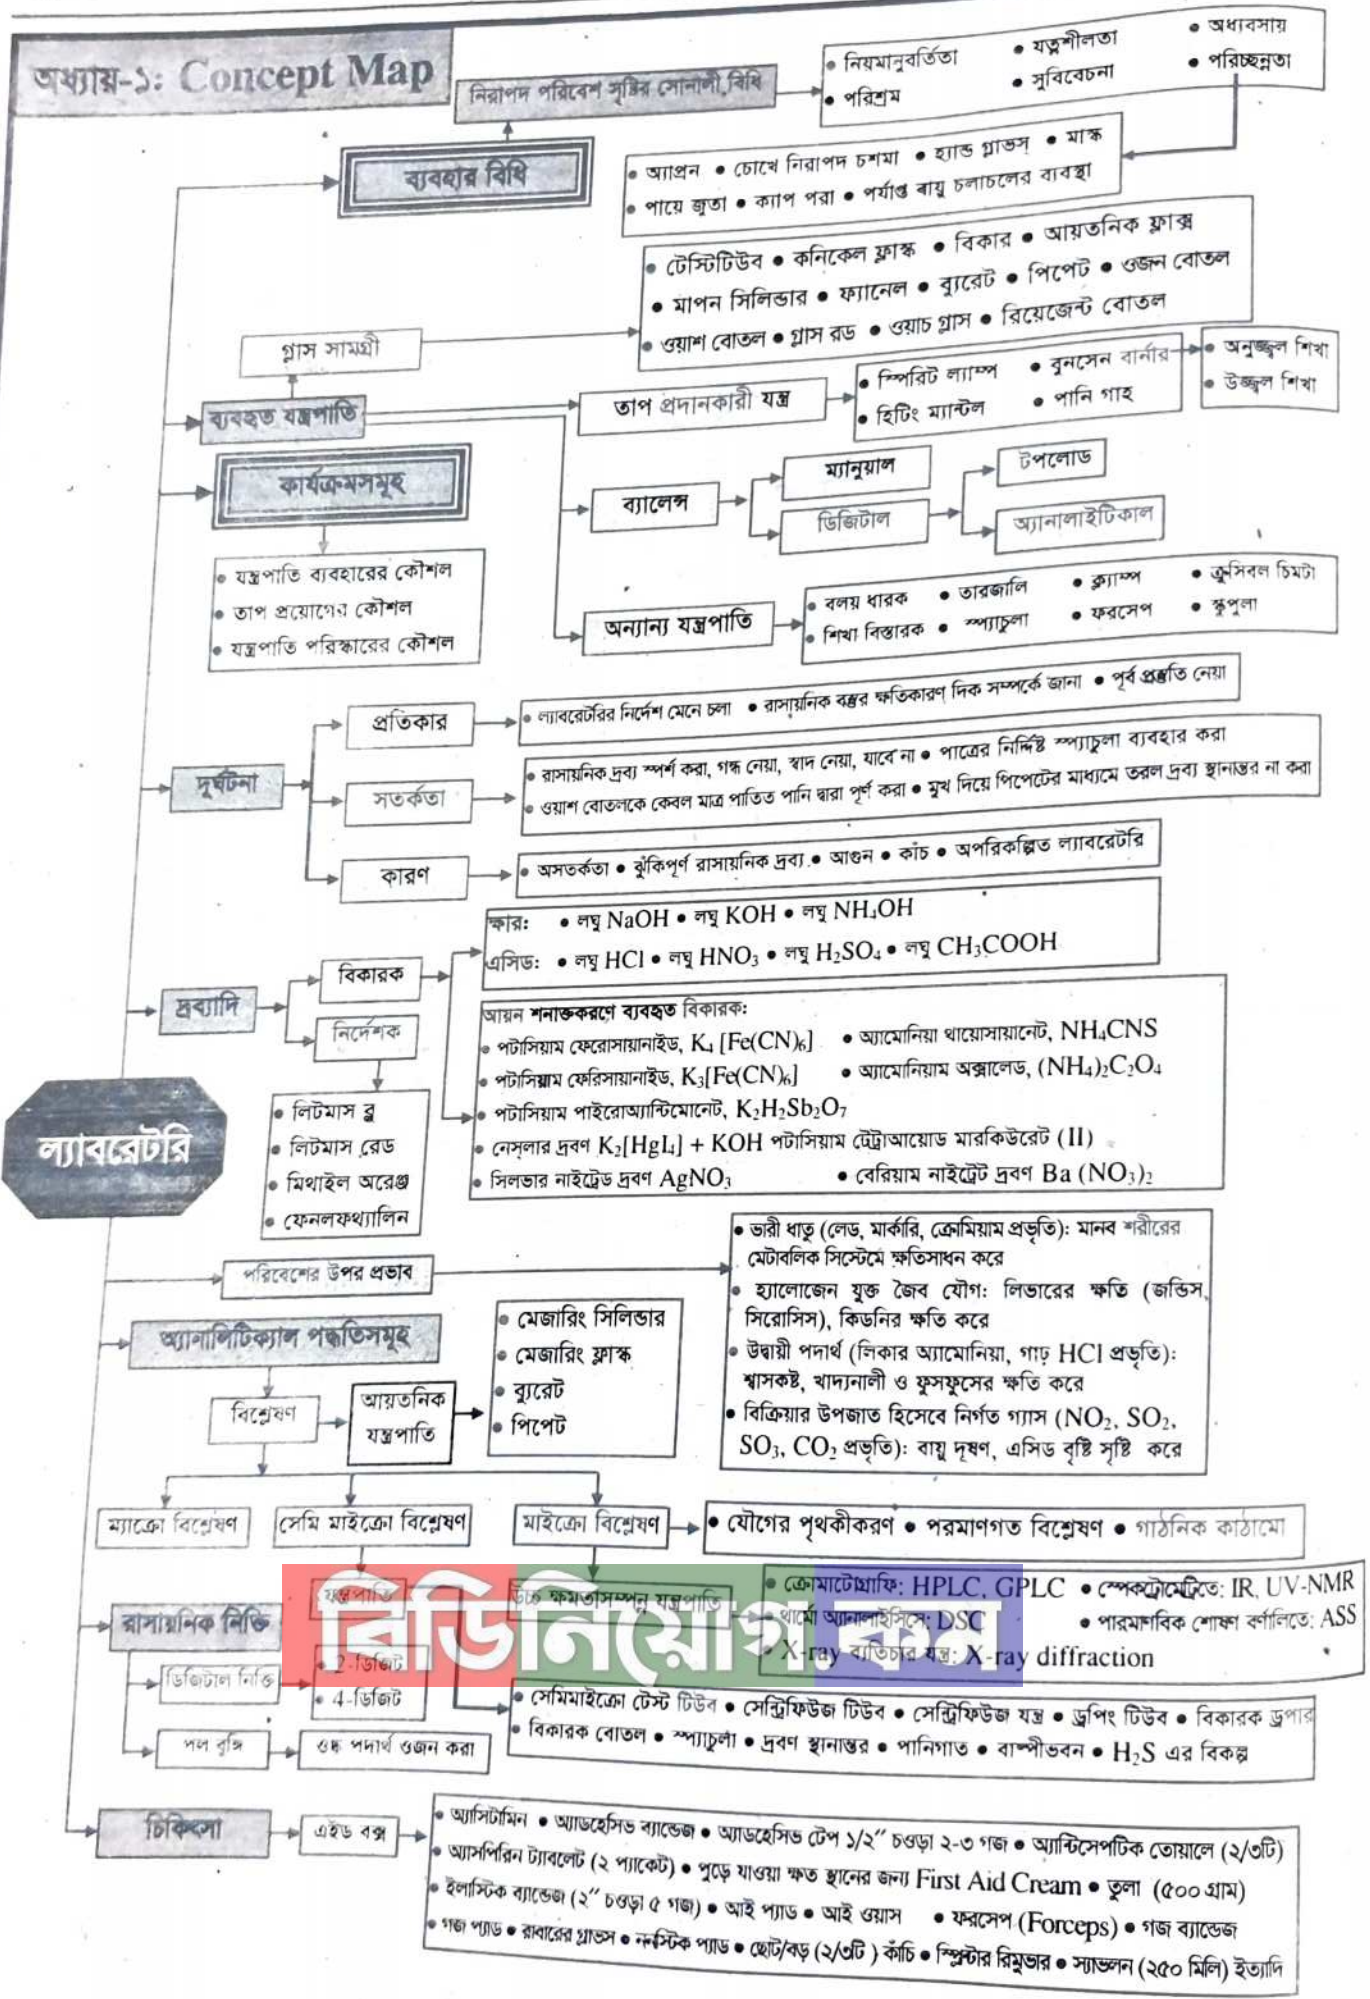 অধ্যায়-১: Concept Map
নিরাপদ পরিবেশ সৃষ্টির সোনালী বিধি
• নিয়মানুবর্তিতা • যত্নশীলতা • অধ্যবসায়
• পরিশ্রম • সুবিবেচনা • পরিচ্ছন্নতা
ব্যবহার বিধি
• অ্যাপ্রন • চোখে নিরাপদ চশমা • হ্যান্ড গ্লাভস্ • মাস্ক
• পায়ে জুতা • ক্যাপ পরা • পর্যাপ্ত বায়ু চলাচলের ব্যবস্থা
গ্লাস সামগ্রী
• টেস্টিটিউব • কনিকেল ফ্লাস্ক • বিকার • আয়তনিক ফ্লাক্স
• মাপন সিলিন্ডার • ফ্যানেল • ব্যুরেট • পিপেট • ওজন বোতল
• ওয়াশ বোতল • গ্লাস রড • ওয়াচ গ্লাস • রিয়েজেন্ট বোতল
ব্যবহৃত যন্ত্রপাতি
তাপ প্রদানকারী যন্ত্র
• স্পিরিট ল্যাম্প • বুনসেন বার্নার
• হিটিং ম্যান্টল • পানি গাহ
• অনুজ্জ্বল শিখা
• উজ্জ্বল শিখা
কার্যক্রমসমূহ
• যন্ত্রপাতি ব্যবহারের কৌশল
• তাপ প্রয়োগের কৌশল
• যন্ত্রপাতি পরিস্কারের কৌশল
ব্যালেন্স
ম্যানুয়াল
ডিজিটাল
টপলোড
অ্যানালাইটিকাল
অন্যান্য যন্ত্রপাতি
• বলয় ধারক • তারজালি • ক্ল্যাম্প • ক্রুসিবল চিমটা
• শিখা বিস্তারক • স্প্যাচুলা • ফরসেপ • স্কুপুলা
দুর্ঘটনা
প্রতিকার
• ল্যাবরেটরির নির্দেশ মেনে চলা • রাসায়নিক বস্তুর ক্ষতিকারণ দিক সম্পর্কে জানা • পূর্ব প্রস্তুতি নেয়া
সতর্কতা
• রাসায়নিক দ্রব্য স্পর্শ করা, গন্ধ নেয়া, স্বাদ নেয়া, যাবে না • পাত্রের নির্দিষ্ট স্প্যাচুলা ব্যবহার করা
• ওয়াশ বোতলকে কেবল মাত্র পাতিত পানি দ্বারা পূর্ণ করা • মুখ দিয়ে পিপেটের মাধ্যমে তরল দ্রব্য স্থানান্তর না করা
কারণ
• অসতর্কতা • ঝুঁকিপূর্ণ রাসায়নিক দ্রব্য • আগুন • কাঁচ • অপরিকল্পিত ল্যাবরেটরি
দ্রব্যাদি
বিকারক
নির্দেশক
ক্ষার: • লঘু NaOH • লঘু KOH • লঘু NH₄OH
এসিড: • লঘু HCl • লঘু HNO₃ • লঘু H₂SO₄ • লঘু CH₃COOH
আয়ন শনাক্তকরণে ব্যবহৃত বিকারক:
• পটাসিয়াম ফেরোসায়ানাইড, K₄ [Fe(CN)₆] • অ্যামোনিয়া থায়োসায়ানেট, NH₄CNS
• পটাসিয়াম ফেরিসায়ানাইড, K₃[Fe(CN)₆] • অ্যামোনিয়াম অক্সালেড, (NH₄)₂C₂O₄
• পটাসিয়াম পাইরোঅ্যান্টিমোনেট, K₂H₂Sb₂O₇
• নেস্লার দ্রবণ K₂[HgI₄] + KOH পটাসিয়াম টেট্রাআয়োড মারকিউরেট (II)
• সিলভার নাইট্রেড দ্রবণ AgNO₃ • বেরিয়াম নাইট্রেট দ্রবণ Ba (NO₃)₂
• লিটমাস ব্লু
• লিটমাস রেড
• মিথাইল অরেঞ্জ
• ফেনলফথ্যালিন
ল্যাবরেটরি
পরিবেশের উপর প্রভাব
• ভারী ধাতু (লেড, মার্কারি, ক্রোমিয়াম প্রভৃতি): মানব শরীরের
মেটাবলিক সিস্টেমে ক্ষতিসাধন করে
• হ্যালোজেন যুক্ত জৈব যৌগ: লিভারের ক্ষতি (জন্ডিস,
সিরোসিস), কিডনির ক্ষতি করে
• উদ্বায়ী পদার্থ (লিকার অ্যামোনিয়া, গাঢ় HCl প্রভৃতি):
শ্বাসকষ্ট, খাদ্যনালী ও ফুসফুসের ক্ষতি করে
• বিক্রিয়ার উপজাত হিসেবে নির্গত গ্যাস (NO₂, SO₂,
SO₃, CO₂ প্রভৃতি): বায়ু দূষণ, এসিড বৃষ্টি সৃষ্টি করে
অ্যানালিটিক্যাল পদ্ধতিসমূহ
বিশ্লেষণ
আয়তনিক
যন্ত্রপাতি
• মেজারিং সিলিন্ডার
• মেজারিং ফ্লাস্ক
• ব্যুরেট
• পিপেট
ম্যাক্রো বিশ্লেষণ
সেমি মাইক্রো বিশ্লেষণ
মাইক্রো বিশ্লেষণ
• যৌগের পৃথকীকরণ • পরমাণগত বিশ্লেষণ • গাঠনিক কাঠামো
যন্ত্রপাতি
উচ্চ ক্ষমতাসম্পন্ন যন্ত্রপাতি
• ক্রোমাটোগ্রাফি: HPLC, GPLC • স্পেকট্রোমেট্রিতে: IR, UV-NMR
• থার্মো অ্যানালাইসিসে: DSC • পারমাণবিক শোষণ বর্ণালিতে: ASS
• X-ray ব্যতিচার যন্ত্র: X-ray diffraction
বিডিনিয়োগ.কম
রাসায়নিক নিক্তি
ডিজিটাল নিক্তি
• 2-ডিজিট
• 4-ডিজিট
পল বুঙ্গি
শুষ্ক পদার্থ ওজন করা
• সেমিমাইক্রো টেস্ট টিউব • সেন্ট্রিফিউজ টিউব • সেন্ট্রিফিউজ যন্ত্র • ড্রপিং টিউব • বিকারক ড্রপার
• বিকারক বোতল • স্প্যাচুলা • দ্রবণ স্থানান্তর • পানিগাত • বাষ্পীভবন • H₂S এর বিকল্প
চিকিৎসা
এইড বক্স
• অ্যাসিটামিন • অ্যাডহেসিভ ব্যান্ডেজ • অ্যাডহেসিভ টেপ ১/২″ চওড়া ২-৩ গজ • অ্যান্টিসেপটিক তোয়ালে (২/৩টি)
• অ্যাসপিরিন ট্যাবলেট (২ প্যাকেট) • পুড়ে যাওয়া ক্ষত স্থানের জন্য First Aid Cream • তুলা (৫০০ গ্রাম)
• ইলাস্টিক ব্যান্ডেজ (২″ চওড়া ৫ গজ) • আই প্যাড • আই ওয়াস • ফরসেপ (Forceps) • গজ ব্যান্ডেজ
• গজ প্যাড • রাবারের গ্লাভস • ননস্টিক প্যাড • ছোট/বড় (২/৩টি) কাঁচি • স্প্লিন্টার রিমুভার • স্যাভলন (২৫০ মিলি) ইত্যাদি